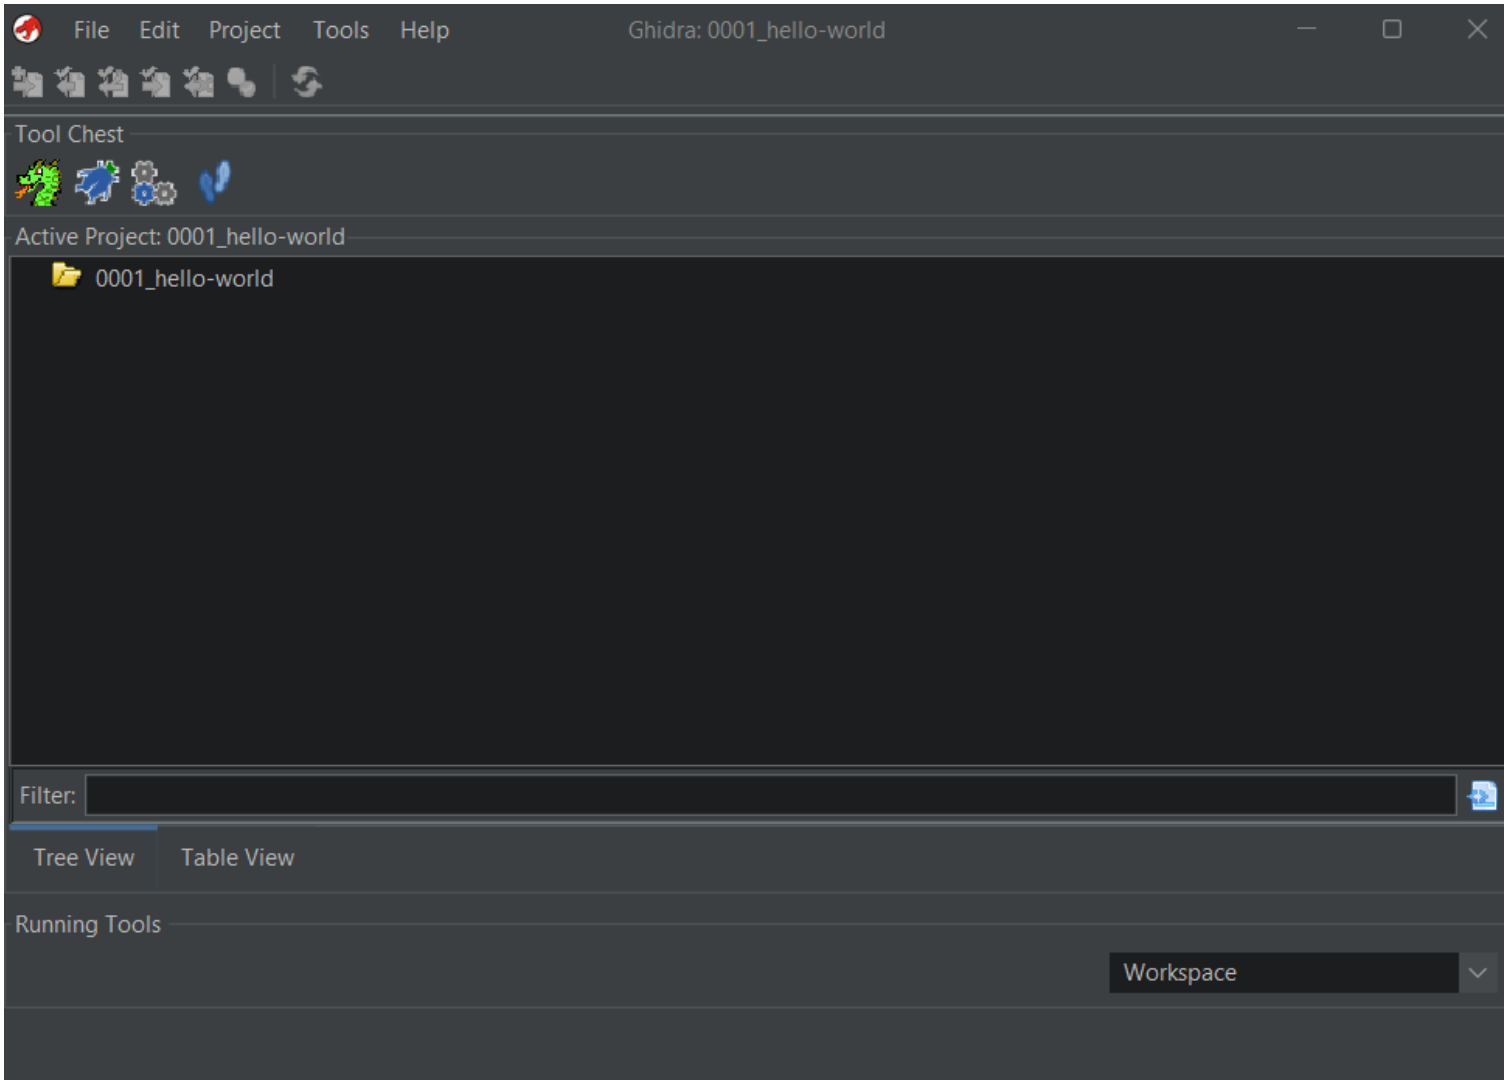 File Edit Project Tools Help Ghidra: 0001_hello-world
Tool Chest
Active Project: 0001_hello-world
0001_hello-world
Filter:
Tree View Table View
Running Tools
Workspace